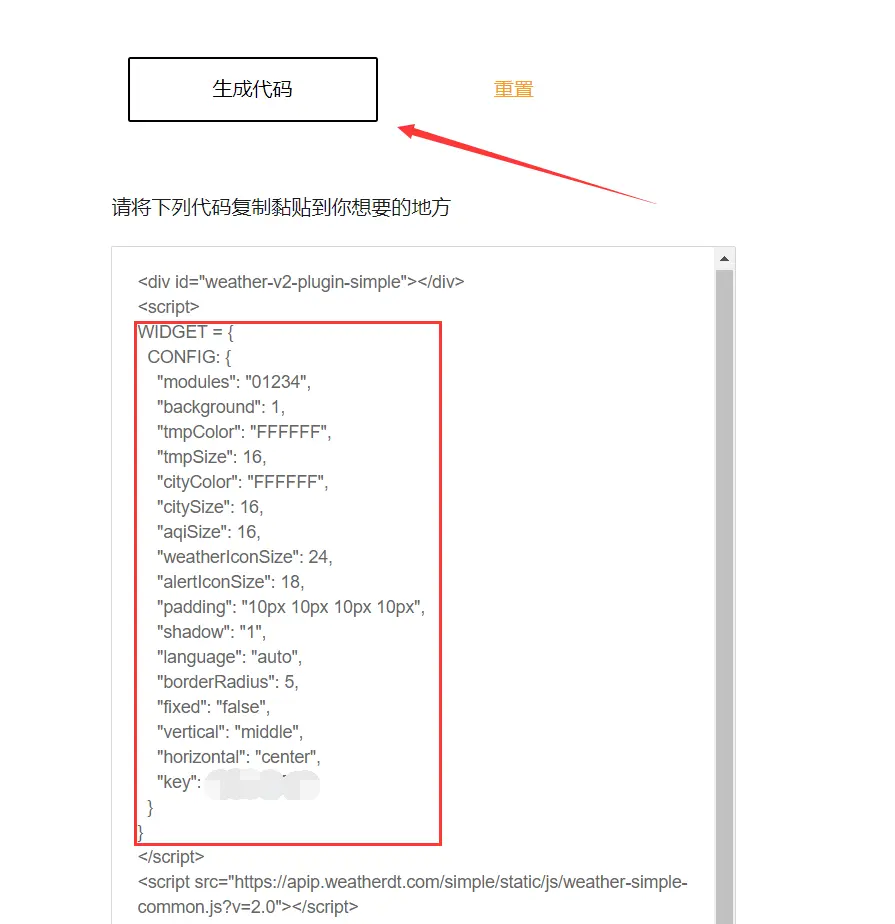 生成代码
重置
请将下列代码复制黏贴到你想要的地方
<div id="weather-v2-plugin-simple"></div>
<script>
WIDGET = {
CONFIG: {
"modules": "01234",
"background": 1,
"tmpColor": "FFFFFF",
"tmpSize": 16,
"cityColor": "FFFFFF",
"citySize": 16,
"aqiSize": 16,
"weatherIconSize": 24,
"alertIconSize": 18,
"padding": "10px 10px 10px 10px",
"shadow": "1",
"language": "auto",
"borderRadius": 5,
"fixed": "false",
"vertical": "middle",
"horizontal": "center",
"key":
}
}
</script>
<script src="https://apip.weatherdt.com/simple/static/js/weather-simple-
common.js?v=2.0"></script>